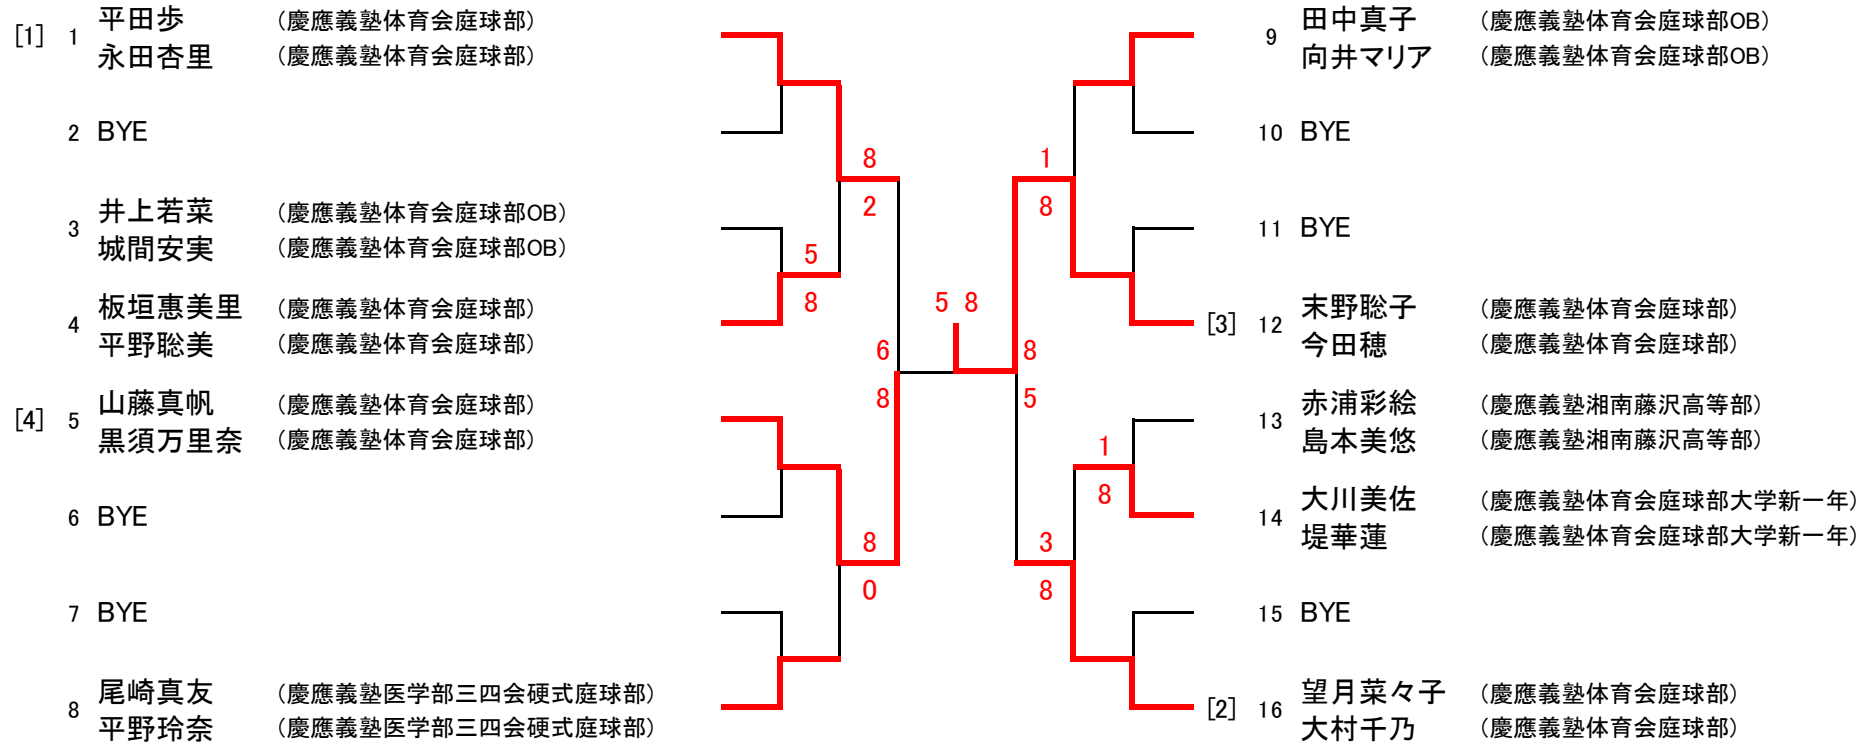 [1] 1 平田歩 (慶應義塾体育会庭球部)
永田杏里 (慶應義塾体育会庭球部)
2 BYE
3 井上若菜 (慶應義塾体育会庭球部OB)
城間安実 (慶應義塾体育会庭球部OB)
4 板垣恵美里 (慶應義塾体育会庭球部)
平野聡美 (慶應義塾体育会庭球部)
[4] 5 山藤真帆 (慶應義塾体育会庭球部)
黒須万里奈 (慶應義塾体育会庭球部)
6 BYE
7 BYE
8 尾崎真友 (慶應義塾医学部三四会硬式庭球部)
平野玲奈 (慶應義塾医学部三四会硬式庭球部)
8
2
5
8
6
8
8
0
5 8
1
8
8
5
1
8
3
8
9 田中真子 (慶應義塾体育会庭球部OB)
向井マリア (慶應義塾体育会庭球部OB)
10 BYE
11 BYE
[3] 12 末野聡子 (慶應義塾体育会庭球部)
今田穂 (慶應義塾体育会庭球部)
13 赤浦彩絵 (慶應義塾湘南藤沢高等部)
島本美悠 (慶應義塾湘南藤沢高等部)
14 大川美佐 (慶應義塾体育会庭球部大学新一年)
堤華蓮 (慶應義塾体育会庭球部大学新一年)
15 BYE
[2] 16 望月菜々子 (慶應義塾体育会庭球部)
大村千乃 (慶應義塾体育会庭球部)